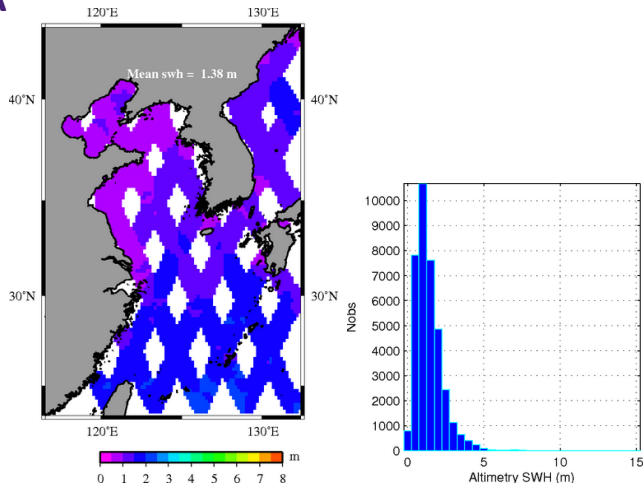 120°E 130°E
Mean swh = 1.38 m
40°N 40°N
30°N 30°N
120°E 130°E
0 1 2 3 4 5 6 7 8 m
10000
9000
8000
7000
6000
5000
4000
3000
2000
1000
0
Nobs
0 5 10 15
Altimetry SWH (m)